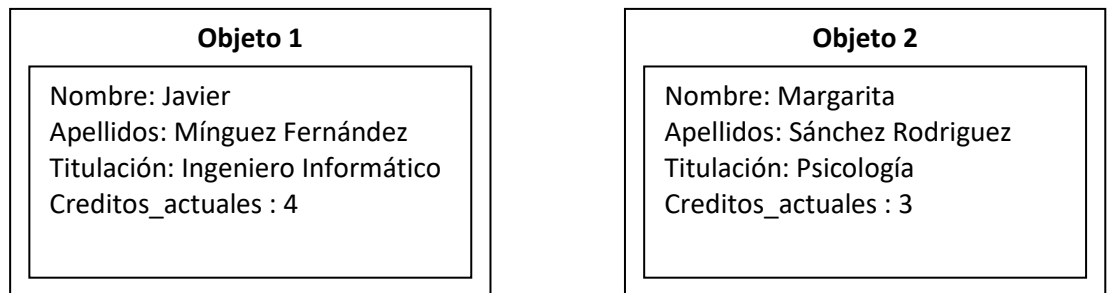 Objeto 1
Nombre: Javier
Apellidos: Mínguez Fernández
Titulación: Ingeniero Informático
Creditos_actuales : 4
Objeto 2
Nombre: Margarita
Apellidos: Sánchez Rodriguez
Titulación: Psicología
Creditos_actuales : 3